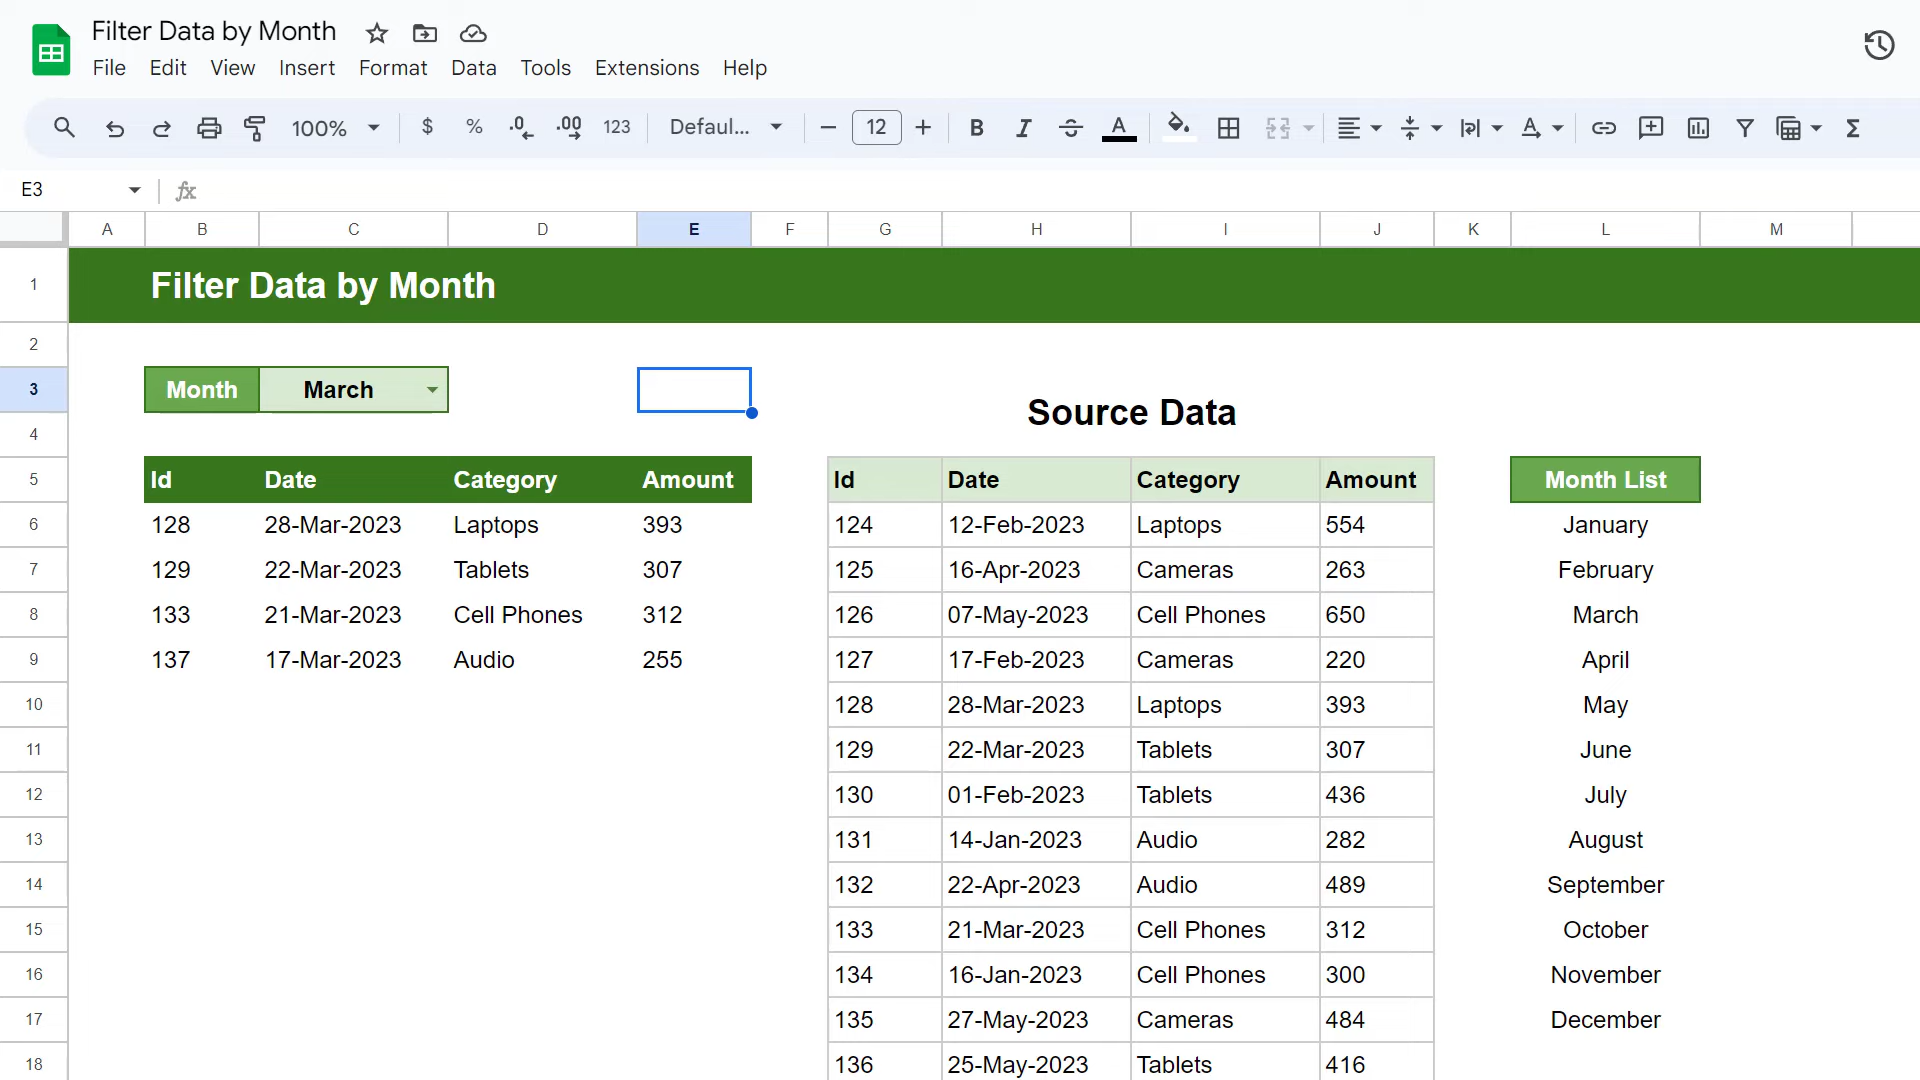 Filter Data by Month
File Edit View Insert Format Data Tools Extensions Help
100% $ % .0 .00 123 Defaul... 12 B I A A Σ
E3 fx
A B C D E F G H I J K L M
1 Filter Data by Month
2
3 Month March
Source Data
4
5 Id Date Category Amount Id Date Category Amount Month List
6 128 28-Mar-2023 Laptops 393 124 12-Feb-2023 Laptops 554 January
7 129 22-Mar-2023 Tablets 307 125 16-Apr-2023 Cameras 263 February
8 133 21-Mar-2023 Cell Phones 312 126 07-May-2023 Cell Phones 650 March
9 137 17-Mar-2023 Audio 255 127 17-Feb-2023 Cameras 220 April
10 128 28-Mar-2023 Laptops 393 May
11 129 22-Mar-2023 Tablets 307 June
12 130 01-Feb-2023 Tablets 436 July
13 131 14-Jan-2023 Audio 282 August
14 132 22-Apr-2023 Audio 489 September
15 133 21-Mar-2023 Cell Phones 312 October
16 134 16-Jan-2023 Cell Phones 300 November
17 135 27-May-2023 Cameras 484 December
18 136 25-May-2023 Tablets 416